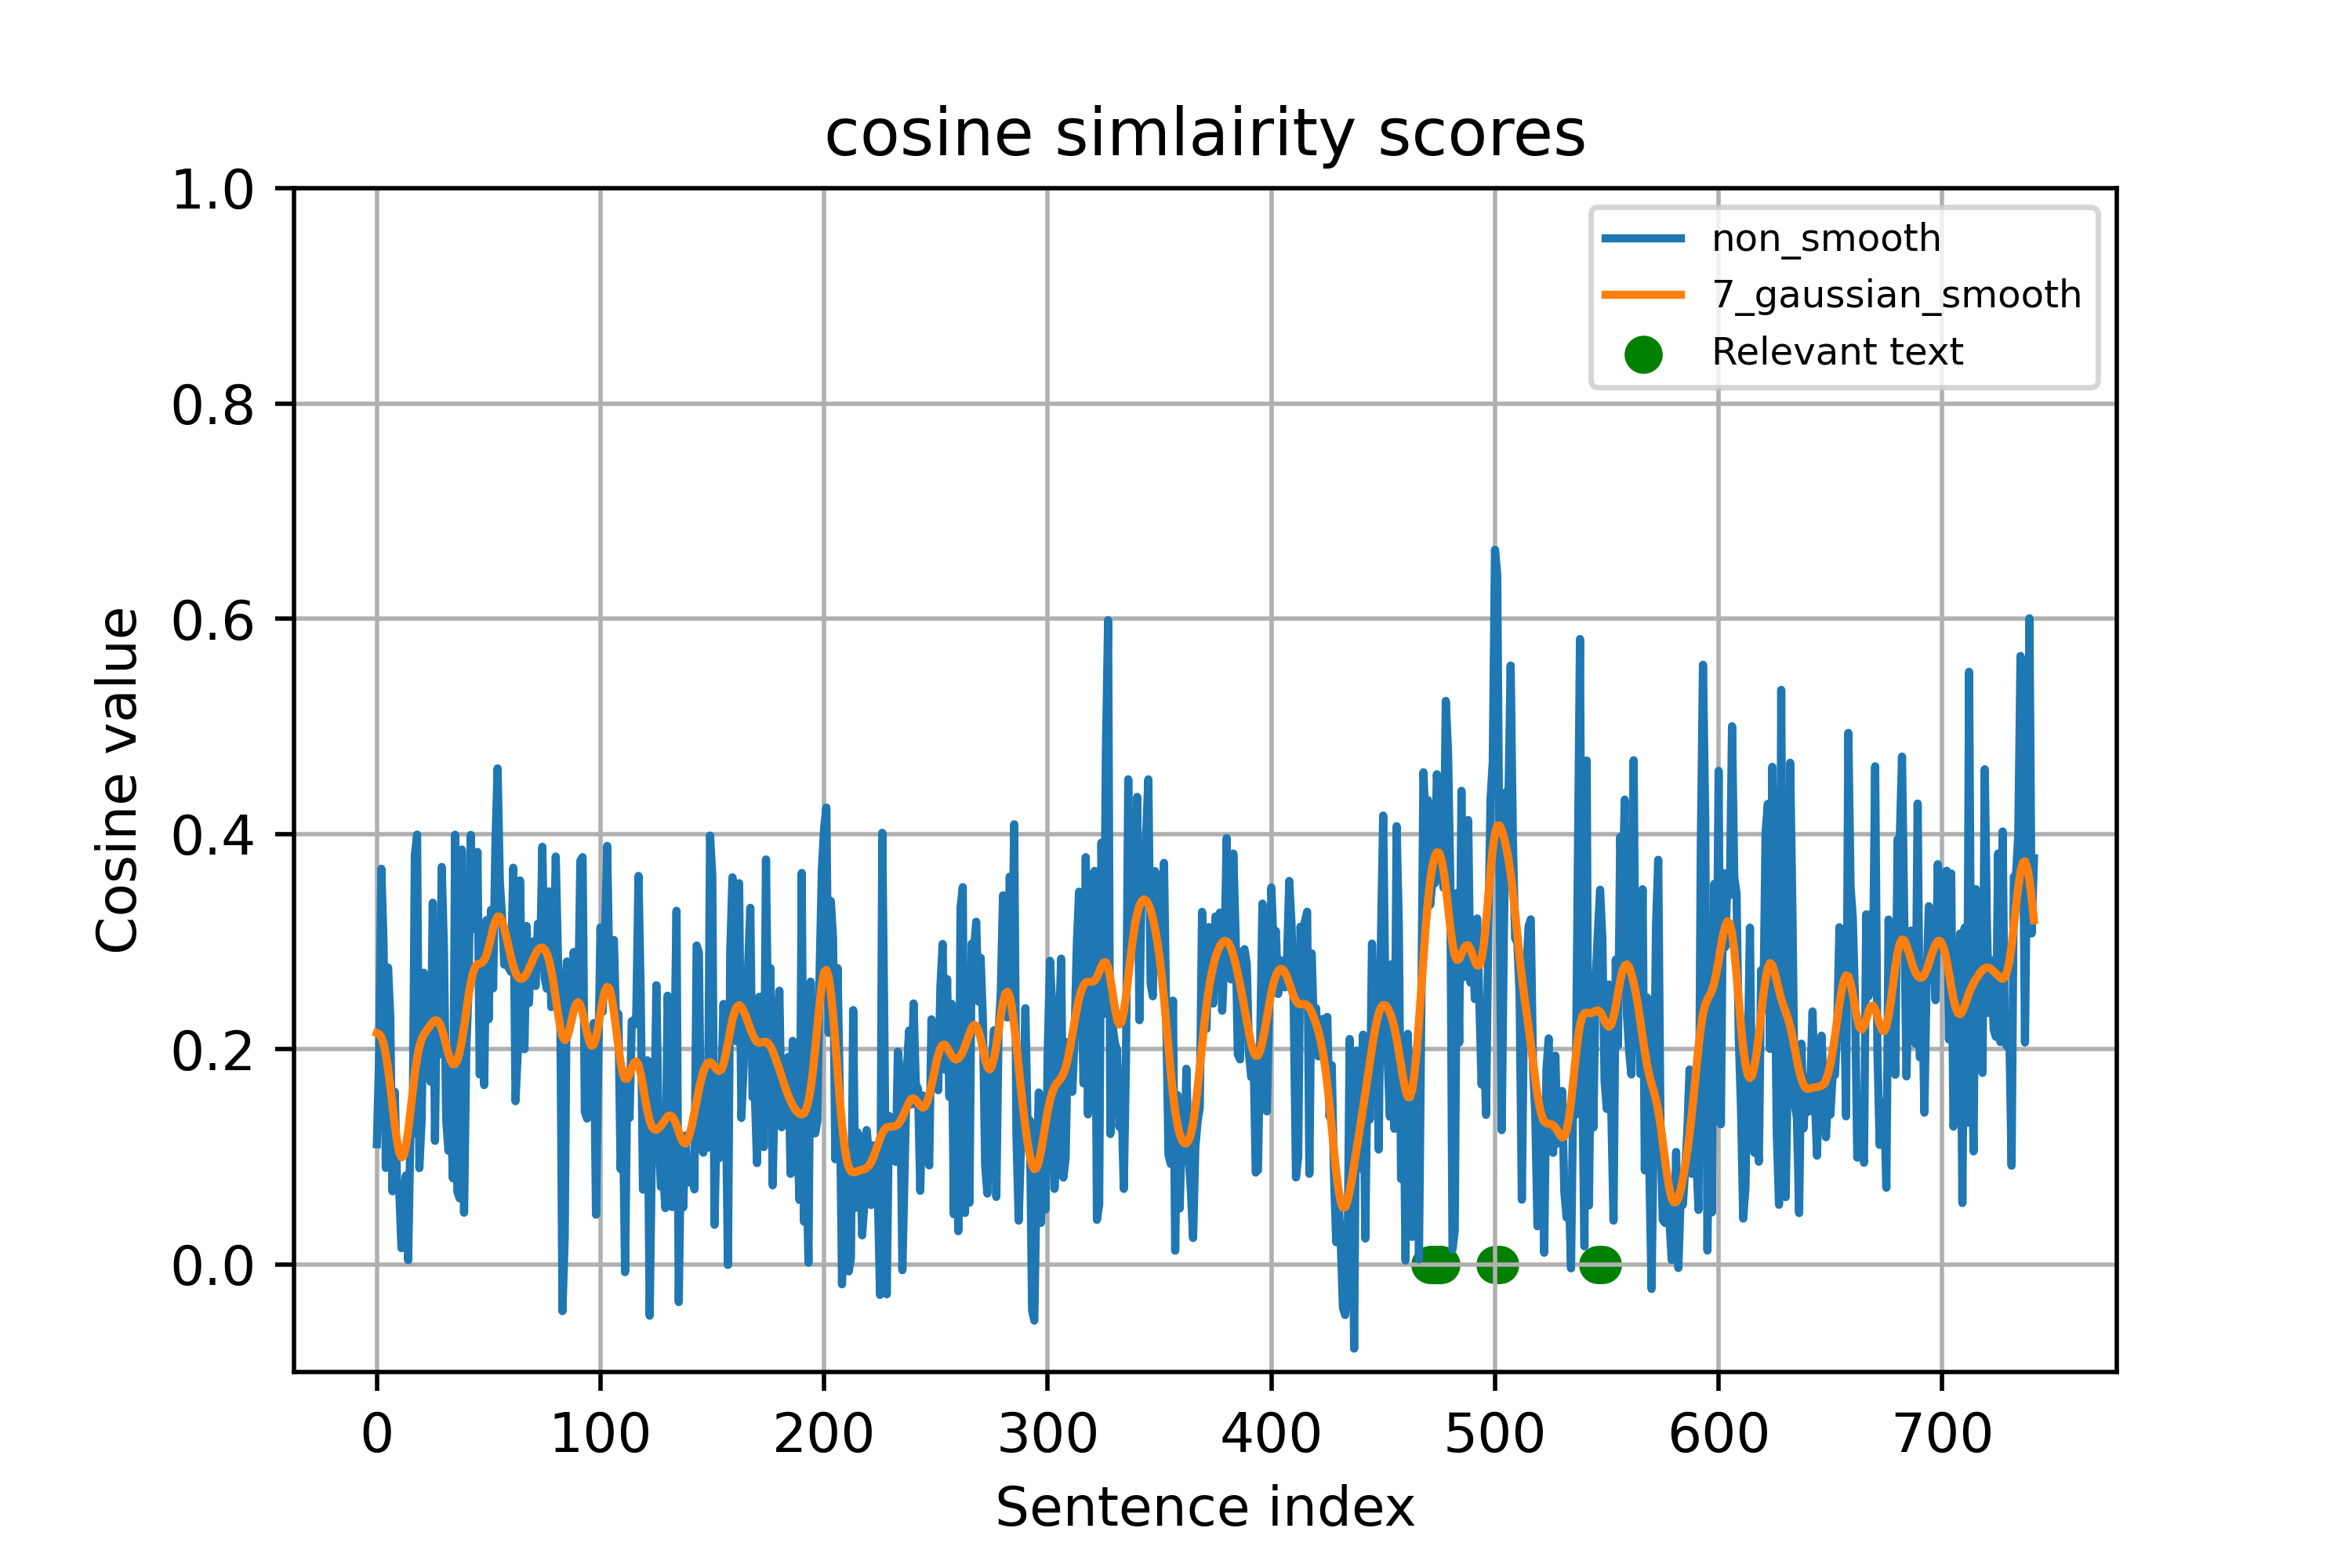 cosine simlairity scores
1.0
0.8
0.6
0.4
0.2
0.0
Cosine value
non_smooth
7_gaussian_smooth
Relevant text
0 100 200 300 400 500 600 700
Sentence index